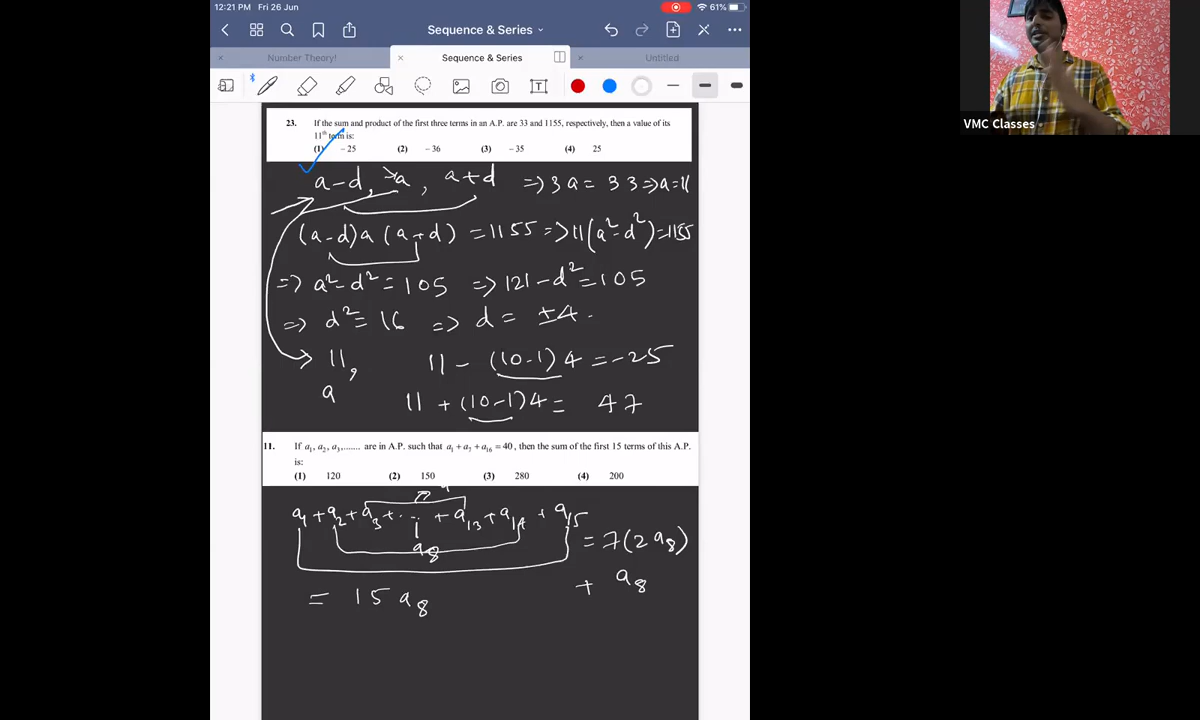 12:21 PM Fri 26 Jun
61%
Sequence & Series
Number Theory!
Sequence & Series
Untitled
T
VMC Classes
23. If the sum and product of the first three terms in an A.P. are 33 and 1155, respectively, then a value of its
11th term is:
(1) – 25 (2) – 36 (3) – 35 (4) 25
a-d, a, a+d => 3a = 33 => a = 11
(a-d)a(a+d) = 1155 => 11(a²-d²) = 1155
=> a²-d² = 105 => 121-d² = 105
=> d² = 16 => d = ±4.
11, 11 - (10-1)4 = -25
a 11 + (10-1)4 = 47
11. If a₁, a₂, a₃,....... are in A.P. such that a₁ + a₇ + a₁₆ = 40, then the sum of the first 15 terms of this A.P.
is:
(1) 120 (2) 150 (3) 280 (4) 200
a₁ + a₂ + a₃ + ... + a₁₃ + a₁₄ + a₁₅
a₈
= 7(2a₈)
+ a₈
= 15 a₈